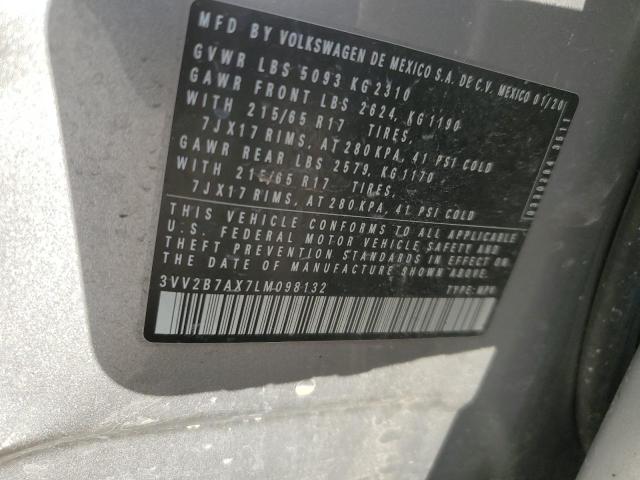 MFD BY VOLKSWAGEN DE MEXICO S.A. DE C.V. MEXICO 01/20
GVWR LBS 5093 KG 2310
GAWR FRONT LBS 2624, KG 1190
WITH 215/65 R17 TIRES,
7JX17 RIMS, AT 280 KPA, 41 PSI COLD
GAWR REAR LBS 2579, KG 1170
WITH 215/65 R17 TIRES,
7JX17 RIMS, AT 280 KPA, 41 PSI COLD
THIS VEHICLE CONFORMS TO ALL APPLICABLE
U.S. FEDERAL MOTOR VEHICLE SAFETY AND
THEFT PREVENTION STANDARDS IN EFFECT ON
THE DATE OF MANUFACTURE SHOWN ABOVE.
3VV2B7AX7LM098132 TYPE: MPV